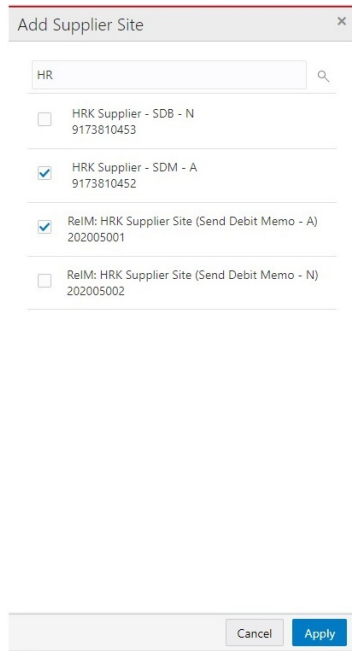 Add Supplier Site
HR
HRK Supplier - SDB - N
9173810453
HRK Supplier - SDM - A
9173810452
ReIM: HRK Supplier Site (Send Debit Memo - A)
202005001
ReIM: HRK Supplier Site (Send Debit Memo - N)
202005002
Cancel Apply